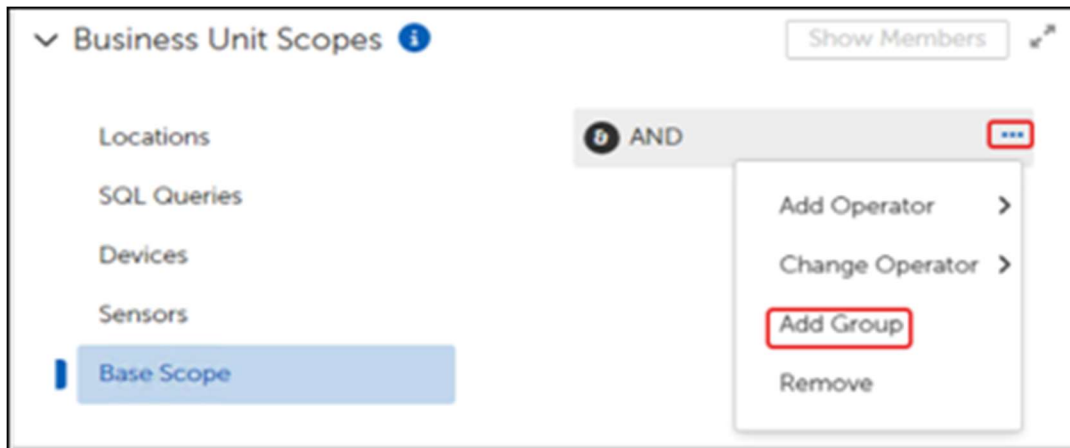 Business Unit Scopes
Show Members
Locations
& AND
SQL Queries
Add Operator
Devices
Change Operator
Sensors
Add Group
Base Scope
Remove